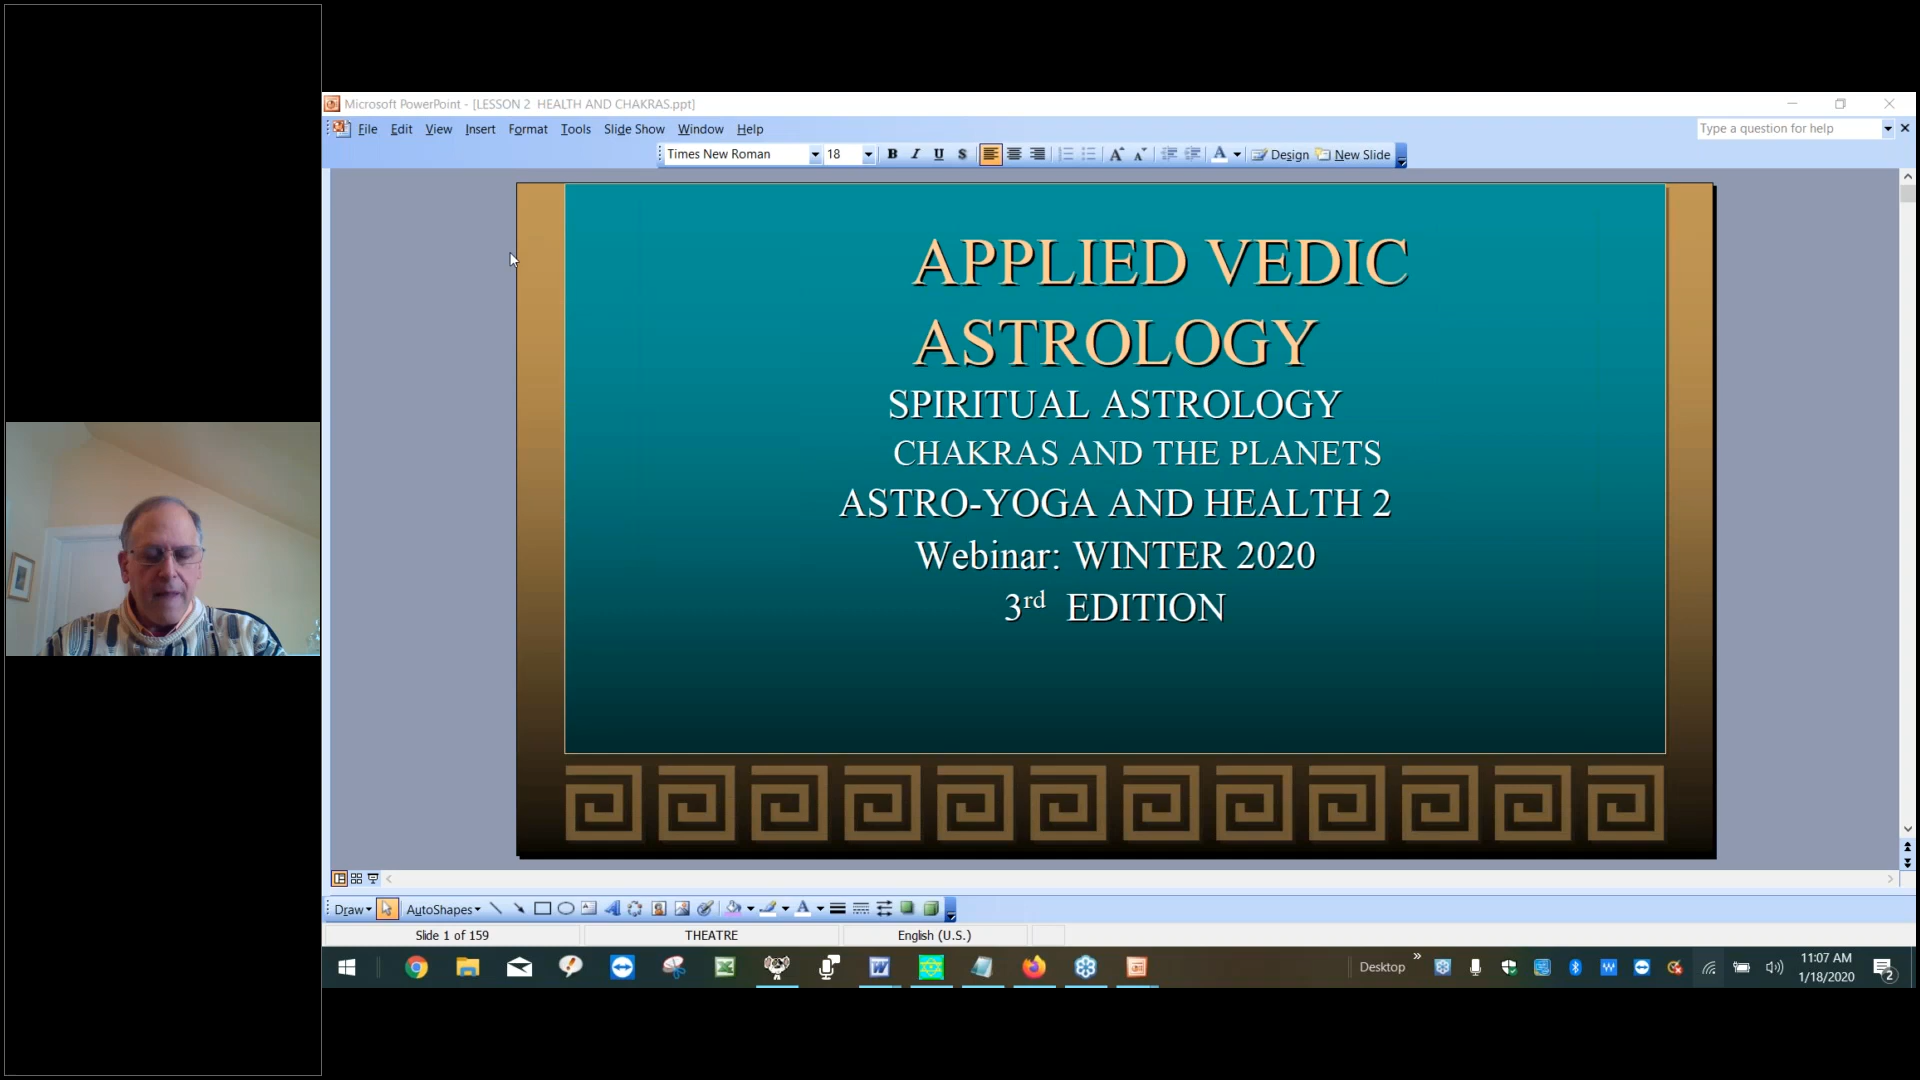 Microsoft PowerPoint - [LESSON 2  HEALTH AND CHAKRAS.ppt]
File Edit View Insert Format Tools Slide Show Window Help
Type a question for help
Times New Roman 18 B I U S A A A Design New Slide
APPLIED VEDIC
ASTROLOGY
SPIRITUAL ASTROLOGY
CHAKRAS AND THE PLANETS
ASTRO-YOGA AND HEALTH 2
Webinar: WINTER 2020
3rd EDITION
Draw AutoShapes A A
Slide 1 of 159 THEATRE English (U.S.)
Desktop
11:07 AM
1/18/2020
2